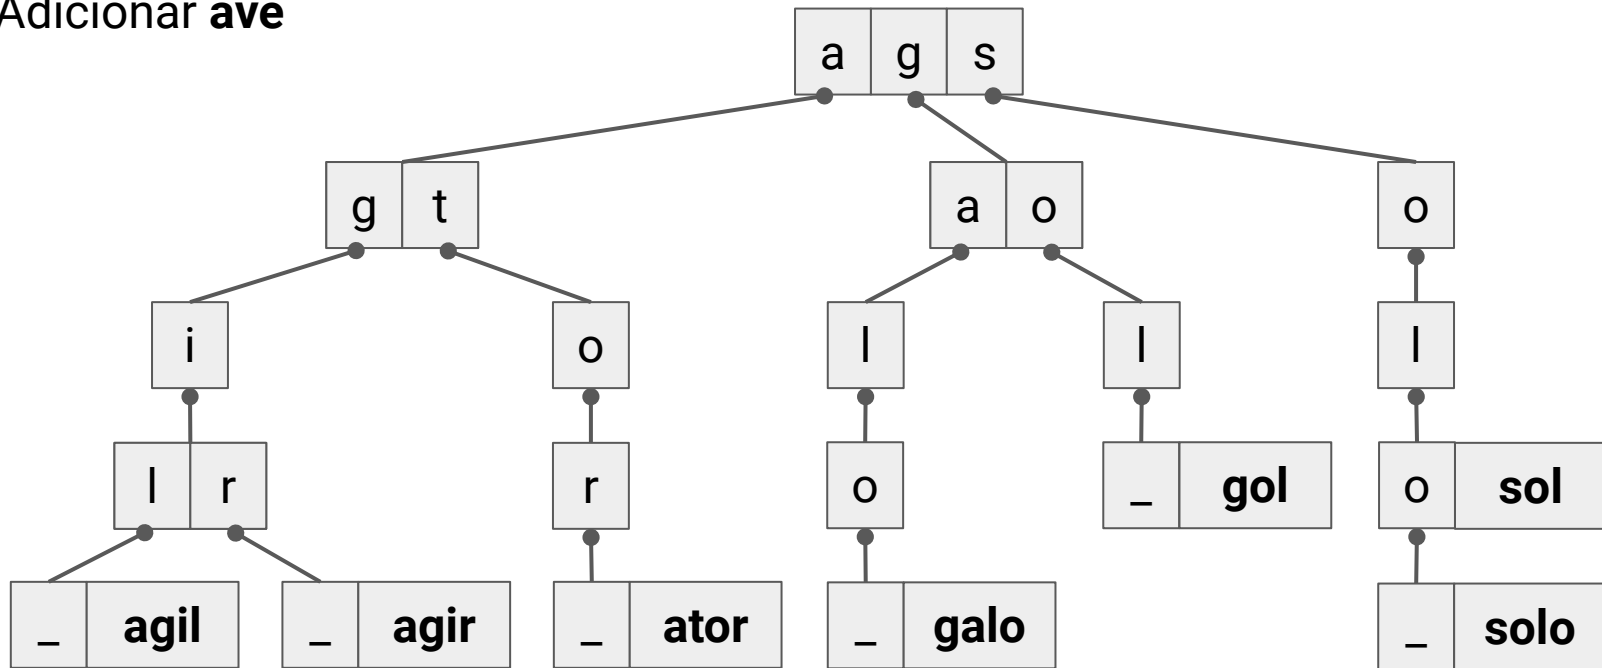 Adicionar ave
a g s
g t a o o
i o l l l
l r r o _ gol o sol
_ agil _ agir _ ator _ galo _ solo